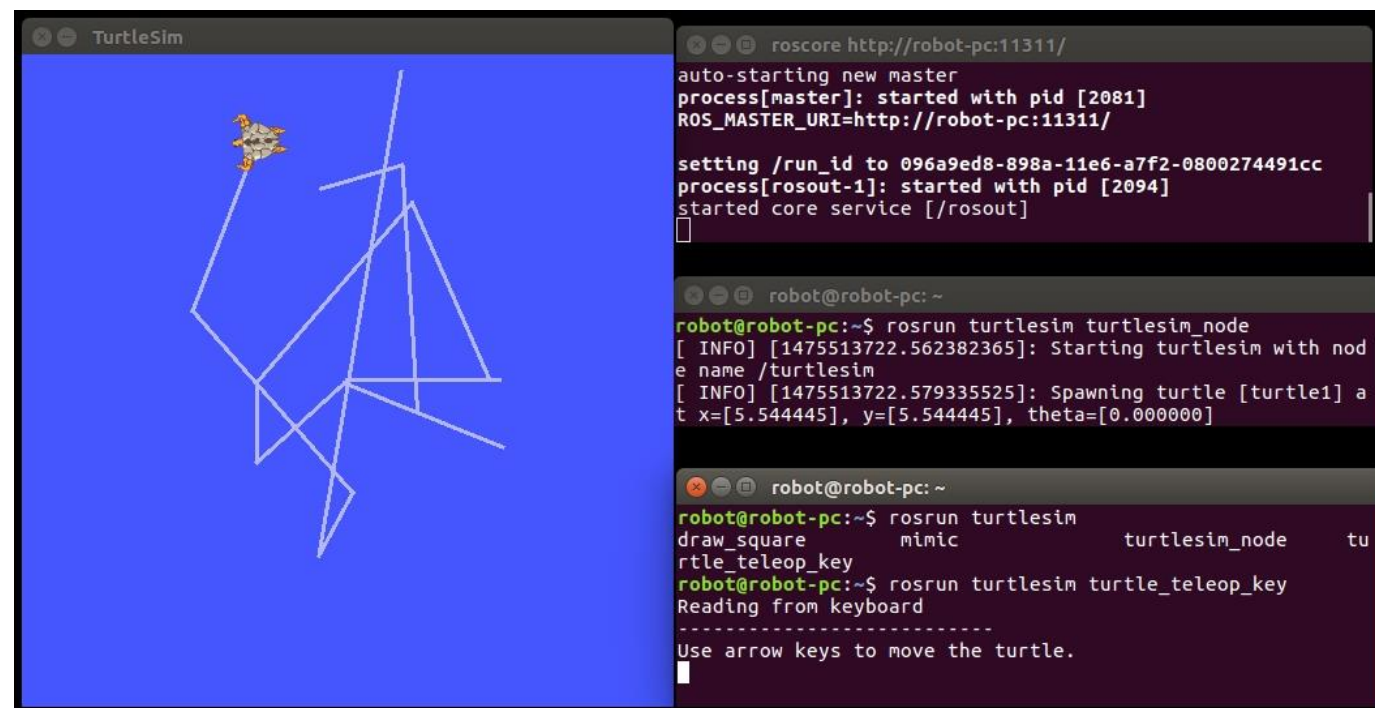 TurtleSim
roscore http://robot-pc:11311/
auto-starting new master
process[master]: started with pid [2081]
ROS_MASTER_URI=http://robot-pc:11311/
setting /run_id to 096a9ed8-898a-11e6-a7f2-0800274491cc
process[rosout-1]: started with pid [2094]
started core service [/rosout]
robot@robot-pc: ~
robot@robot-pc:~$ rosrun turtlesim turtlesim_node
[ INFO] [1475513722.562382365]: Starting turtlesim with nod
e name /turtlesim
[ INFO] [1475513722.579335525]: Spawning turtle [turtle1] a
t x=[5.544445], y=[5.544445], theta=[0.000000]
robot@robot-pc: ~
robot@robot-pc:~$ rosrun turtlesim
draw_square mimic turtlesim_node tu
rtle_teleop_key
robot@robot-pc:~$ rosrun turtlesim turtle_teleop_key
Reading from keyboard
---------------------------
Use arrow keys to move the turtle.